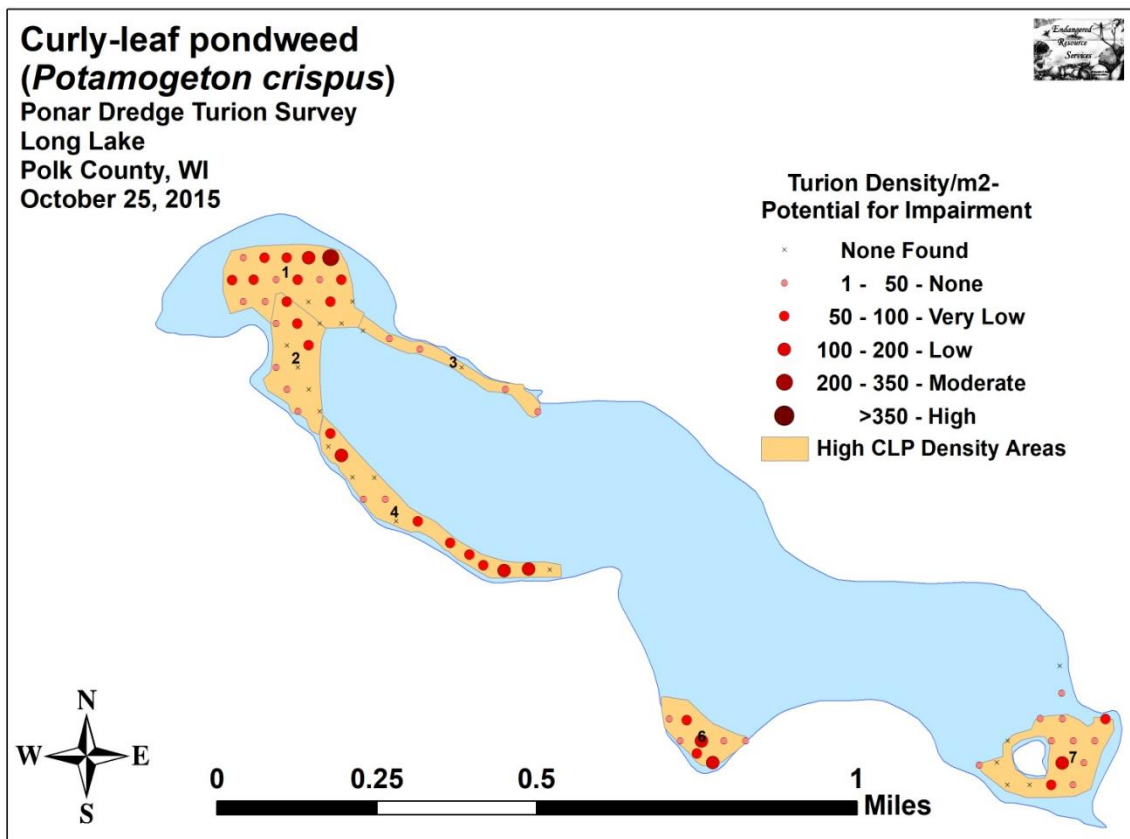 Curly-leaf pondweed
(Potamogeton crispus)
Ponar Dredge Turion Survey
Long Lake
Polk County, WI
October 25, 2015
Endangered
Resource
Services
Turion Density/m2-
Potential for Impairment
None Found
1 - 50 - None
50 - 100 - Very Low
100 - 200 - Low
200 - 350 - Moderate
>350 - High
High CLP Density Areas
1
2
3
4
6
7
N
W E
S
0 0.25 0.5 1
Miles